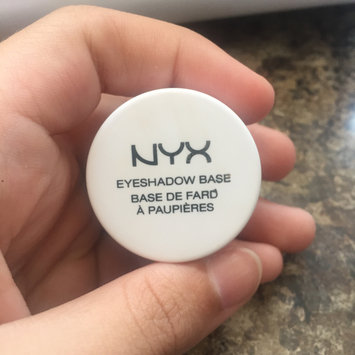 NYX
EYESHADOW BASE
BASE DE FARD
À PAUPIÈRES